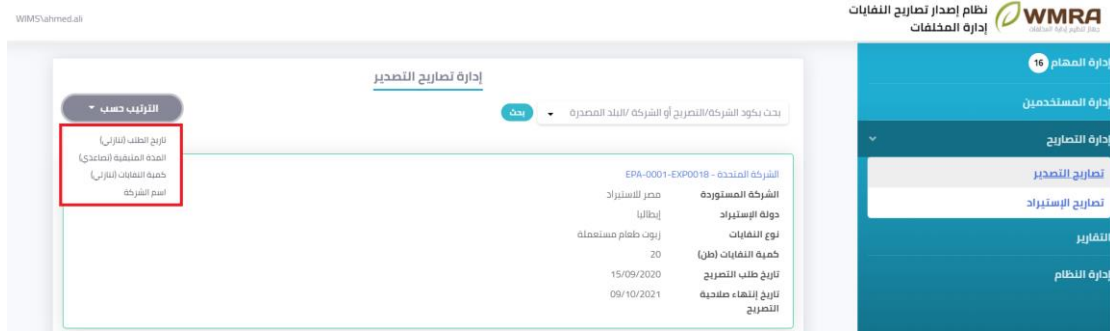 WIMS\ahmed.ali
نظام إصدار تصاريح النفايات
إدارة المخلفات
WMRA
جهاز تنظيم إدارة المخلفات
إدارة المهام 16
إدارة المستخدمين
إدارة التصاريح
تصاريح التصدير
تصاريح الإستيراد
التقارير
إدارة النظام
إدارة تصاريح التصدير
بحث بكود الشركة/التصريح أو الشركة /البلد المصدرة
بحث
الترتيب حسب
تاريخ الطلب (تنازلي)
المدة المتبقية (تصاعدي)
كمية النفايات (تنازلي)
اسم الشركة
الشركة المتحدة - EPA-0001-EXP0018
الشركة المستوردة مصر للاستيراد
دولة الإستيراد إيطاليا
نوع النفايات زيوت طعام مستعملة
كمية النفايات (طن) 20
تاريخ طلب التصريح 15/09/2020
تاريخ إنتهاء صلاحية 09/10/2021
التصريح